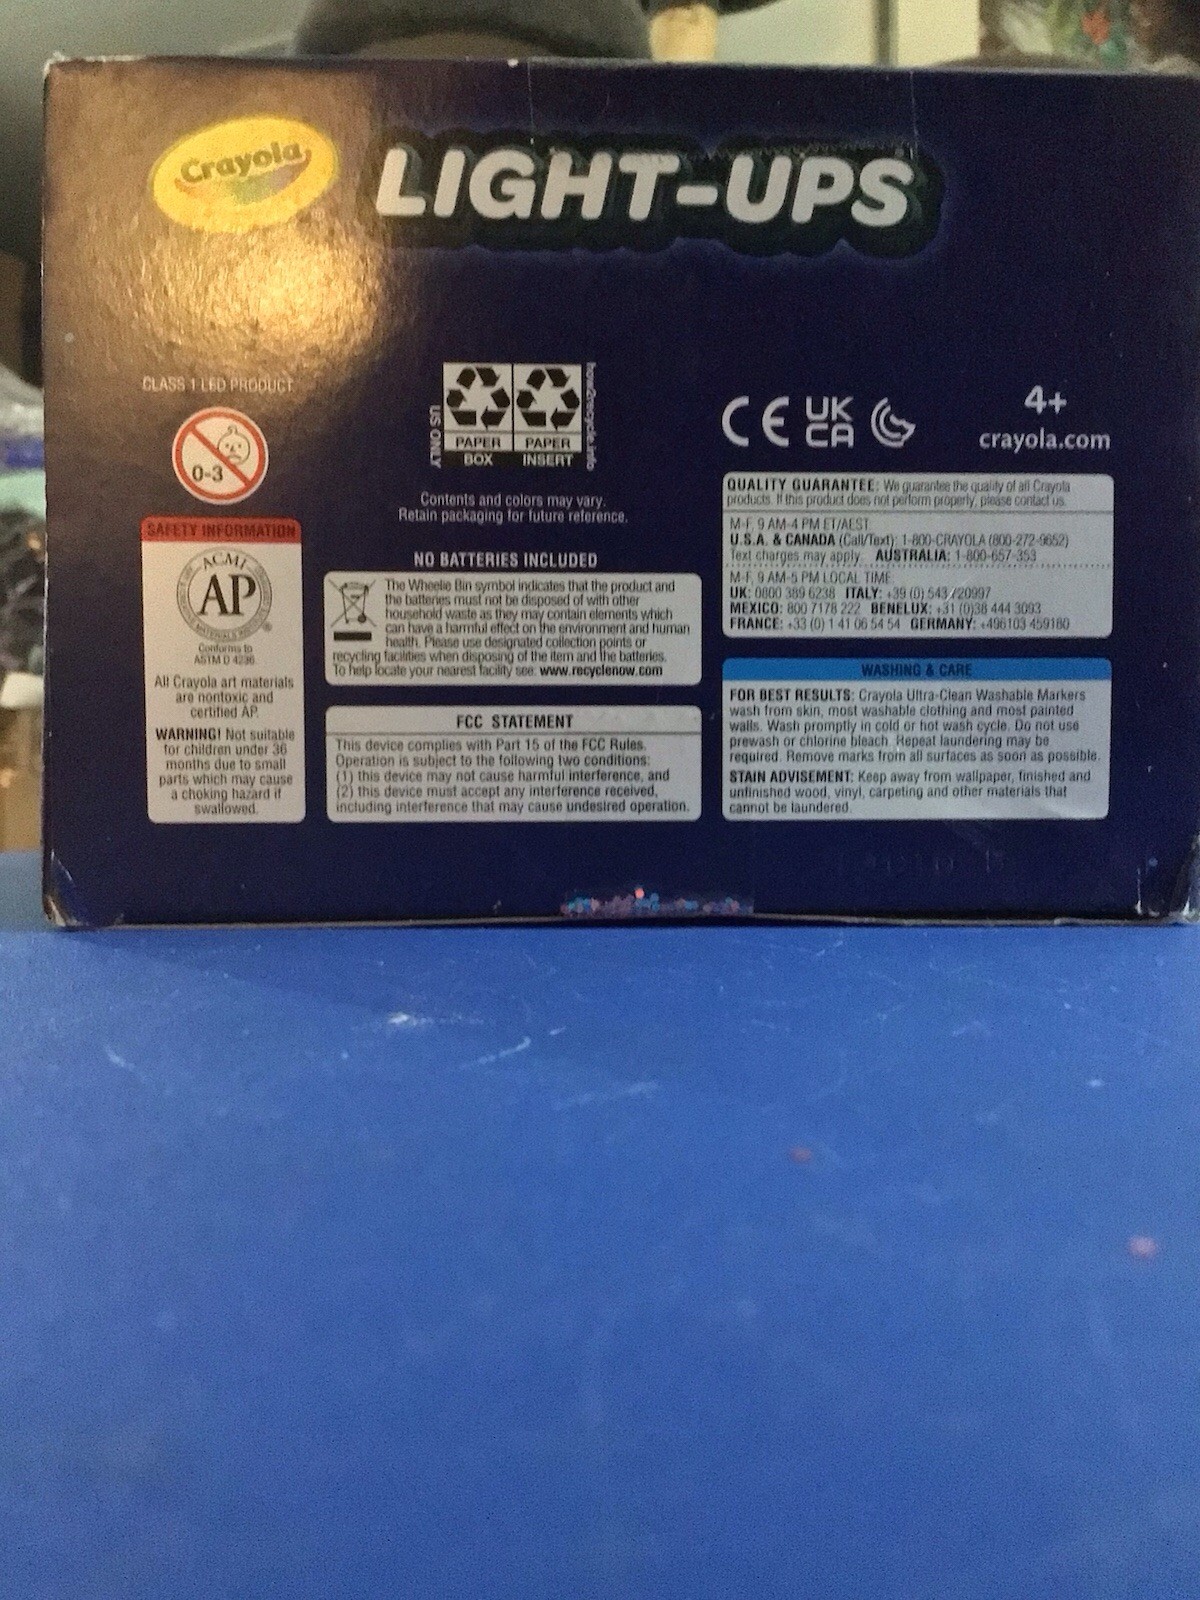 Crayola
LIGHT-UPS
CLASS 1 LED PRODUCT
0-3
SAFETY INFORMATION
ACMI
AP
Conforms to
ASTM D 4236
All Crayola art materials
are nontoxic and
certified AP.
WARNING! Not suitable
for children under 36
months due to small
parts which may cause
a choking hazard if
swallowed.
US ONLY
PAPER
BOX
PAPER
INSERT
how2recycle.info
Contents and colors may vary.
Retain packaging for future reference.
NO BATTERIES INCLUDED
The Wheelie Bin symbol indicates that the product and
the batteries must not be disposed of with other
household waste as they may contain elements which
can have a harmful effect on the environment and human
health. Please use designated collection points or
recycling facilities when disposing of the item and the batteries.
To help locate your nearest facility see: www.recyclenow.com
FCC STATEMENT
This device complies with Part 15 of the FCC Rules.
Operation is subject to the following two conditions:
(1) this device may not cause harmful interference, and
(2) this device must accept any interference received,
including interference that may cause undesired operation.
CE
UK
CA
4+
crayola.com
QUALITY GUARANTEE: We guarantee the quality of all Crayola
products. If this product does not perform properly, please contact us.
M-F, 9 AM-4 PM ET/AEST
U.S.A. & CANADA (Call/Text): 1-800-CRAYOLA (800-272-9652)
Text charges may apply. AUSTRALIA: 1-800-657-353
M-F, 9 AM-5 PM LOCAL TIME
UK: 0800 389 6238 ITALY: +39 (0) 543 720997
MEXICO: 800 7178 222 BENELUX: +31 (0)38 444 3093
FRANCE: +33 (0) 1 41 06 54 54 GERMANY: +496103 459180
WASHING & CARE
FOR BEST RESULTS: Crayola Ultra-Clean Washable Markers
wash from skin, most washable clothing and most painted
walls. Wash promptly in cold or hot wash cycle. Do not use
prewash or chlorine bleach. Repeat laundering may be
required. Remove marks from all surfaces as soon as possible.
STAIN ADVISEMENT: Keep away from wallpaper, finished and
unfinished wood, vinyl, carpeting and other materials that
cannot be laundered.